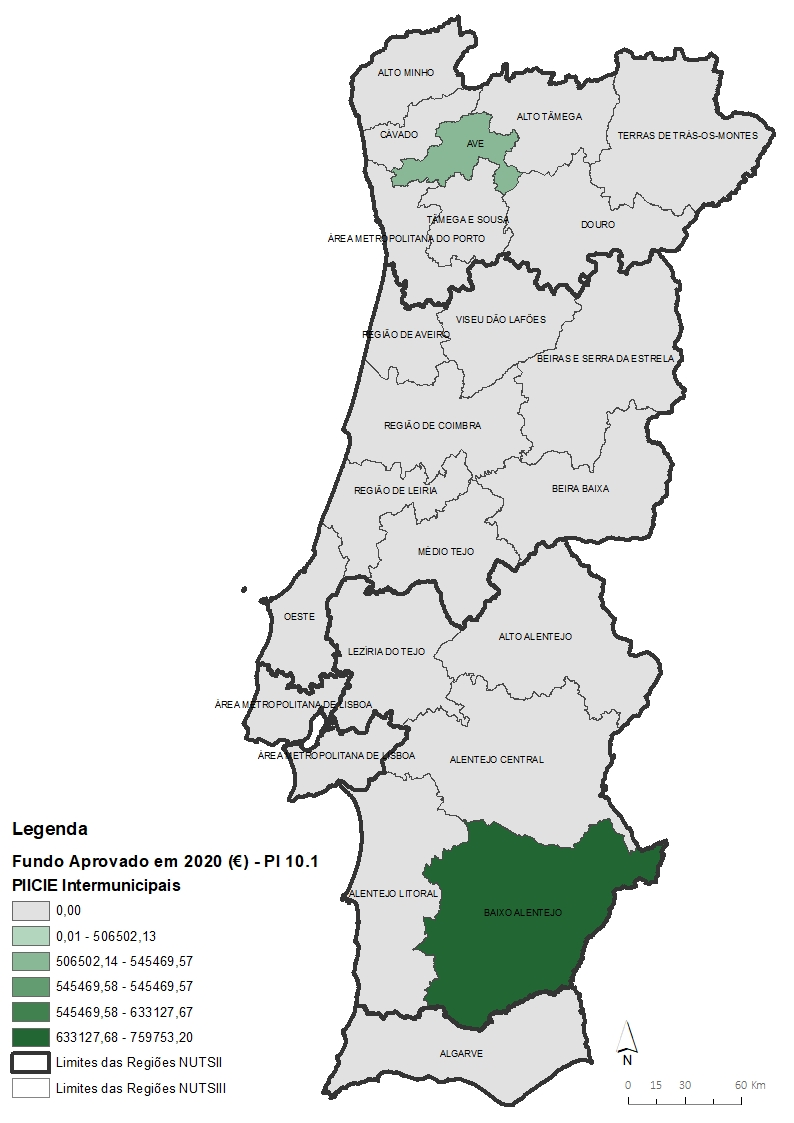 ALTO MINHO
ALTO TÂMEGA
CÁVADO
TERRAS DE TRÁS-OS-MONTES
AVE
TÂMEGA E SOUSA
DOURO
ÁREA METROPOLITANA DO PORTO
VISEU DÃO LAFÕES
REGIÃO DE AVEIRO
BEIRAS E SERRA DA ESTRELA
REGIÃO DE COIMBRA
BEIRA BAIXA
REGIÃO DE LEIRIA
MÉDIO TEJO
OESTE
ALTO ALENTEJO
LEZÍRIA DO TEJO
ÁREA METROPOLITANA DE LISBOA
ÁREA METROPOLITANA DE LISBOA
ALENTEJO CENTRAL
ALENTEJO LITORAL
BAIXO ALENTEJO
ALGARVE
Legenda
Fundo Aprovado em 2020 (€) - PI 10.1
PIICIE Intermunicipais
0,00
0,01 - 506502,13
506502,14 - 545469,57
545469,58 - 545469,57
545469,58 - 633127,67
633127,68 - 759753,20
Limites das Regiões NUTSII
Limites das Regiões NUTSIII
N
0 15 30 60 Km